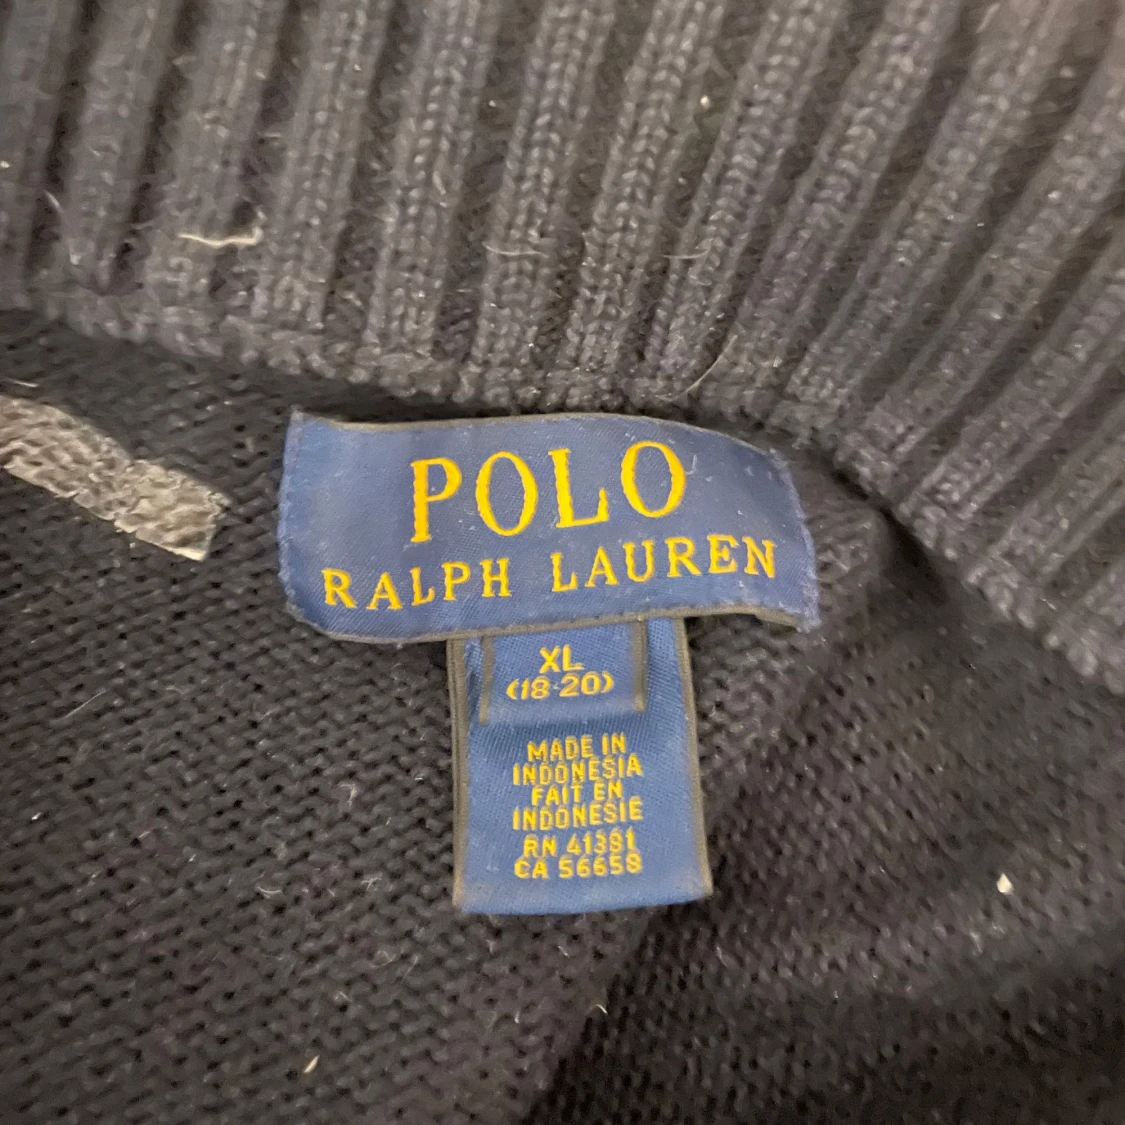 POLO
RALPH LAUREN
XL
(18-20)
MADE IN
INDONESIA
FAIT EN
INDONESIE
RN 41381
CA 56658